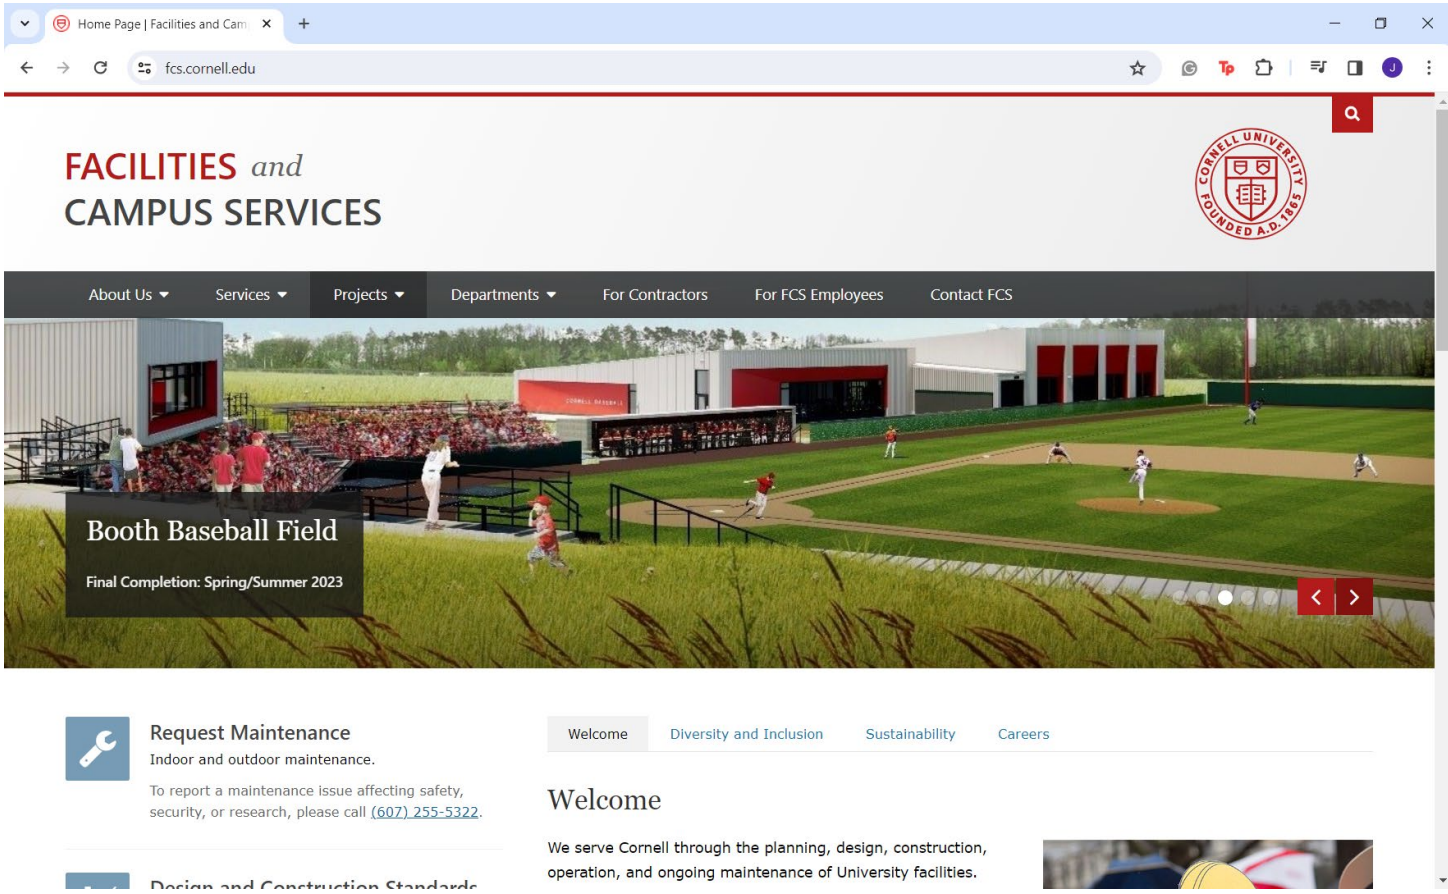 Home Page | Facilities and Cam
fcs.cornell.edu
FACILITIES and
CAMPUS SERVICES
CORNELL UNIVERSITY
FOUNDED A.D. 1865
About Us
Services
Projects
Departments
For Contractors
For FCS Employees
Contact FCS
CORNELL BASEBALL
Booth Baseball Field
Final Completion: Spring/Summer 2023
Request Maintenance
Indoor and outdoor maintenance.
To report a maintenance issue affecting safety,
security, or research, please call (607) 255-5322.
Design and Construction Standards
Welcome
Diversity and Inclusion
Sustainability
Careers
Welcome
We serve Cornell through the planning, design, construction,
operation, and ongoing maintenance of University facilities.
Tp
J